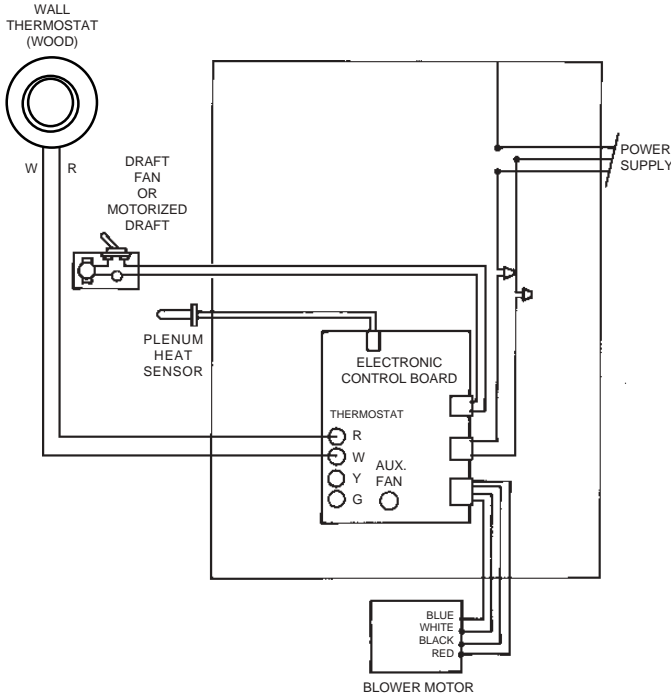 WALL
THERMOSTAT
(WOOD)
W
R
DRAFT
FAN
OR
MOTORIZED
DRAFT
POWER
SUPPLY
PLENUM
HEAT
SENSOR
ELECTRONIC
CONTROL BOARD
THERMOSTAT
R
W
Y
G
AUX.
FAN
BLUE
WHITE
BLACK
RED
BLOWER MOTOR